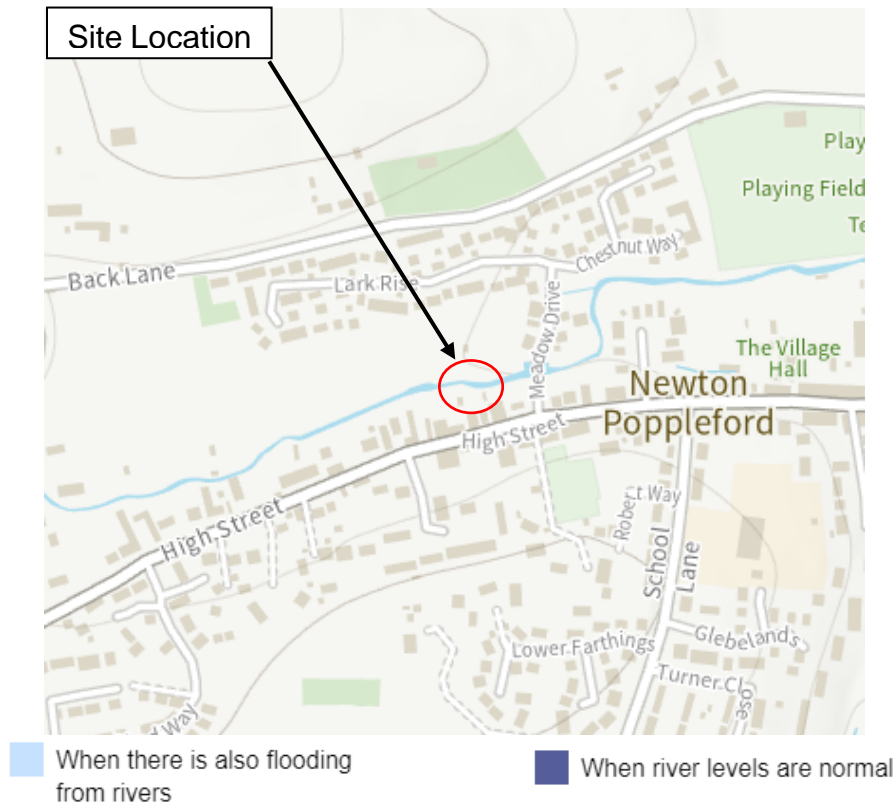 Site Location
Play
Playing Field
Te
Back Lane
Chestnut Way
Lark Rise
Meadow Drive
The Village
Hall
Newton
Poppleford
High Street
Robert Way
School
Lane
High Street
Glebelands
Lower Farthings
Turner Close
Way
When there is also flooding
from rivers
When river levels are normal